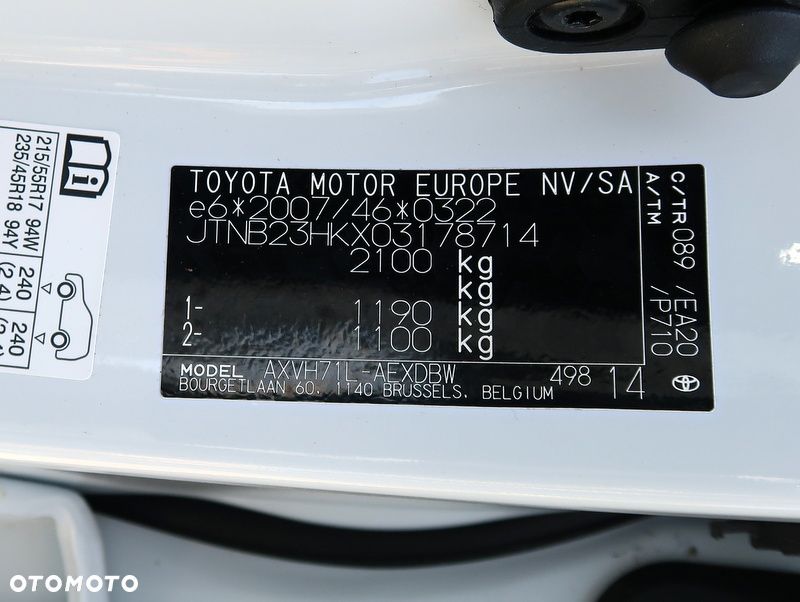 TOYOTA MOTOR EUROPE NV/SA
e6*2007/46*0322
JTNB23HKX03178714
2100 kg
kg
1- 1190 kg
2- 1100 kg
MODEL AXVH71L-AEXDBW 498 14
BOURGETLAAN 60, 1140 BRUSSELS, BELGIUM
C/TR 089 /EA20
A/TM /P710
215/55R17 94W 240
235/45R18 94Y 240
(2.4)
OTOMOTO